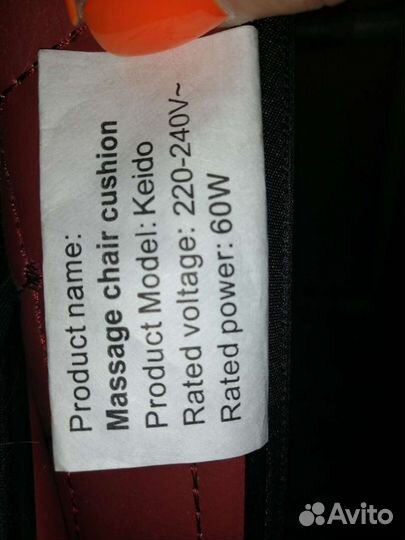 Product name:
Massage chair cushion
Product Model: Keido
Rated voltage: 220-240V~
Rated power: 60W
Avito